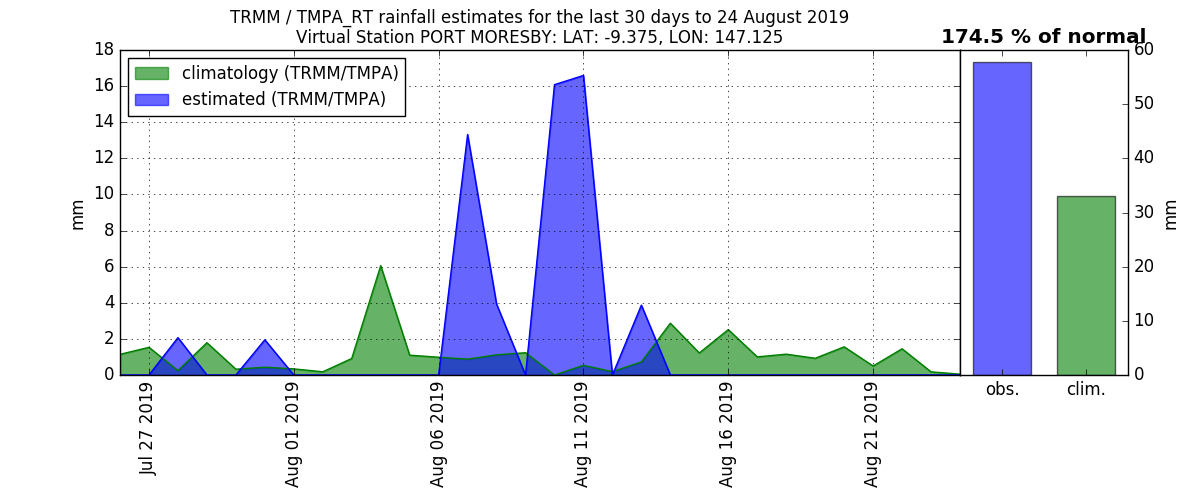 TRMM / TMPA_RT rainfall estimates for the last 30 days to 24 August 2019
Virtual Station PORT MORESBY: LAT: -9.375, LON: 147.125
174.5 % of normal
climatology (TRMM/TMPA)
estimated (TRMM/TMPA)
mm
18
16
14
12
10
8
6
4
2
0
Jul 27 2019
Aug 01 2019
Aug 06 2019
Aug 11 2019
Aug 16 2019
Aug 21 2019
obs.
clim.
60
50
40
30
20
10
0
mm